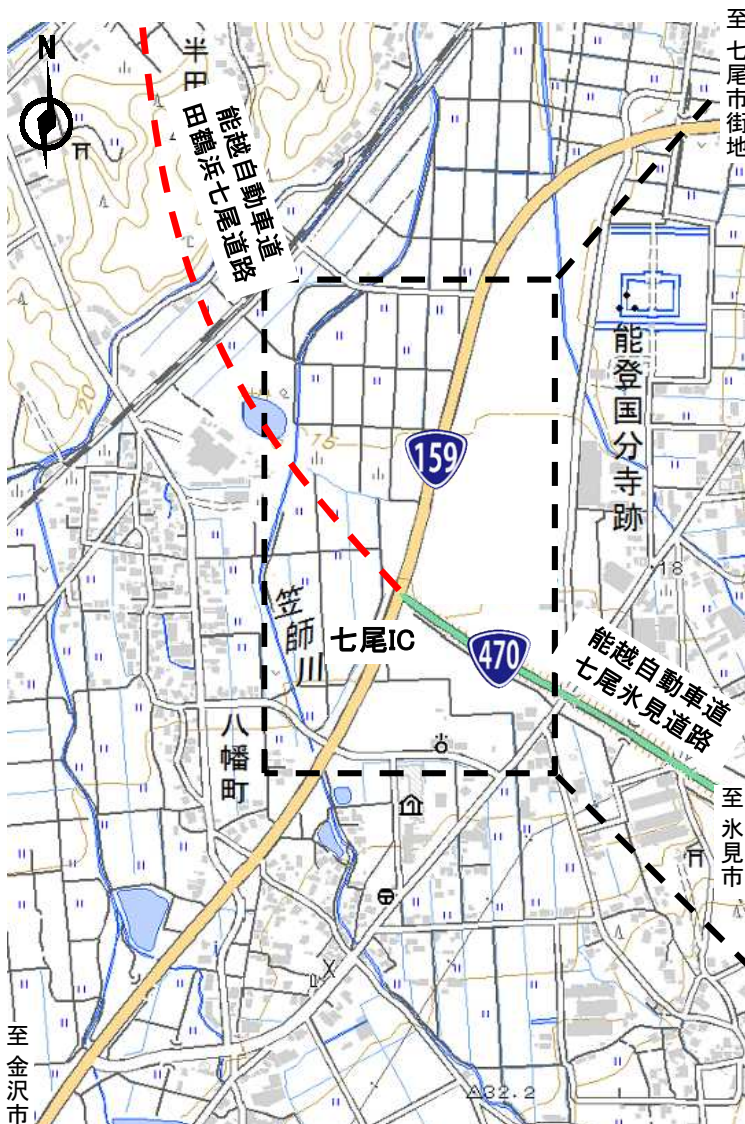 至 七尾市街地
N
半田
能越自動車道
田鶴浜七尾道路
能登国分寺跡
20
15
159
18
笠師川
七尾IC
470
能越自動車道
七尾氷見道路
八幡町
至 氷見市
至 金沢市
32.2